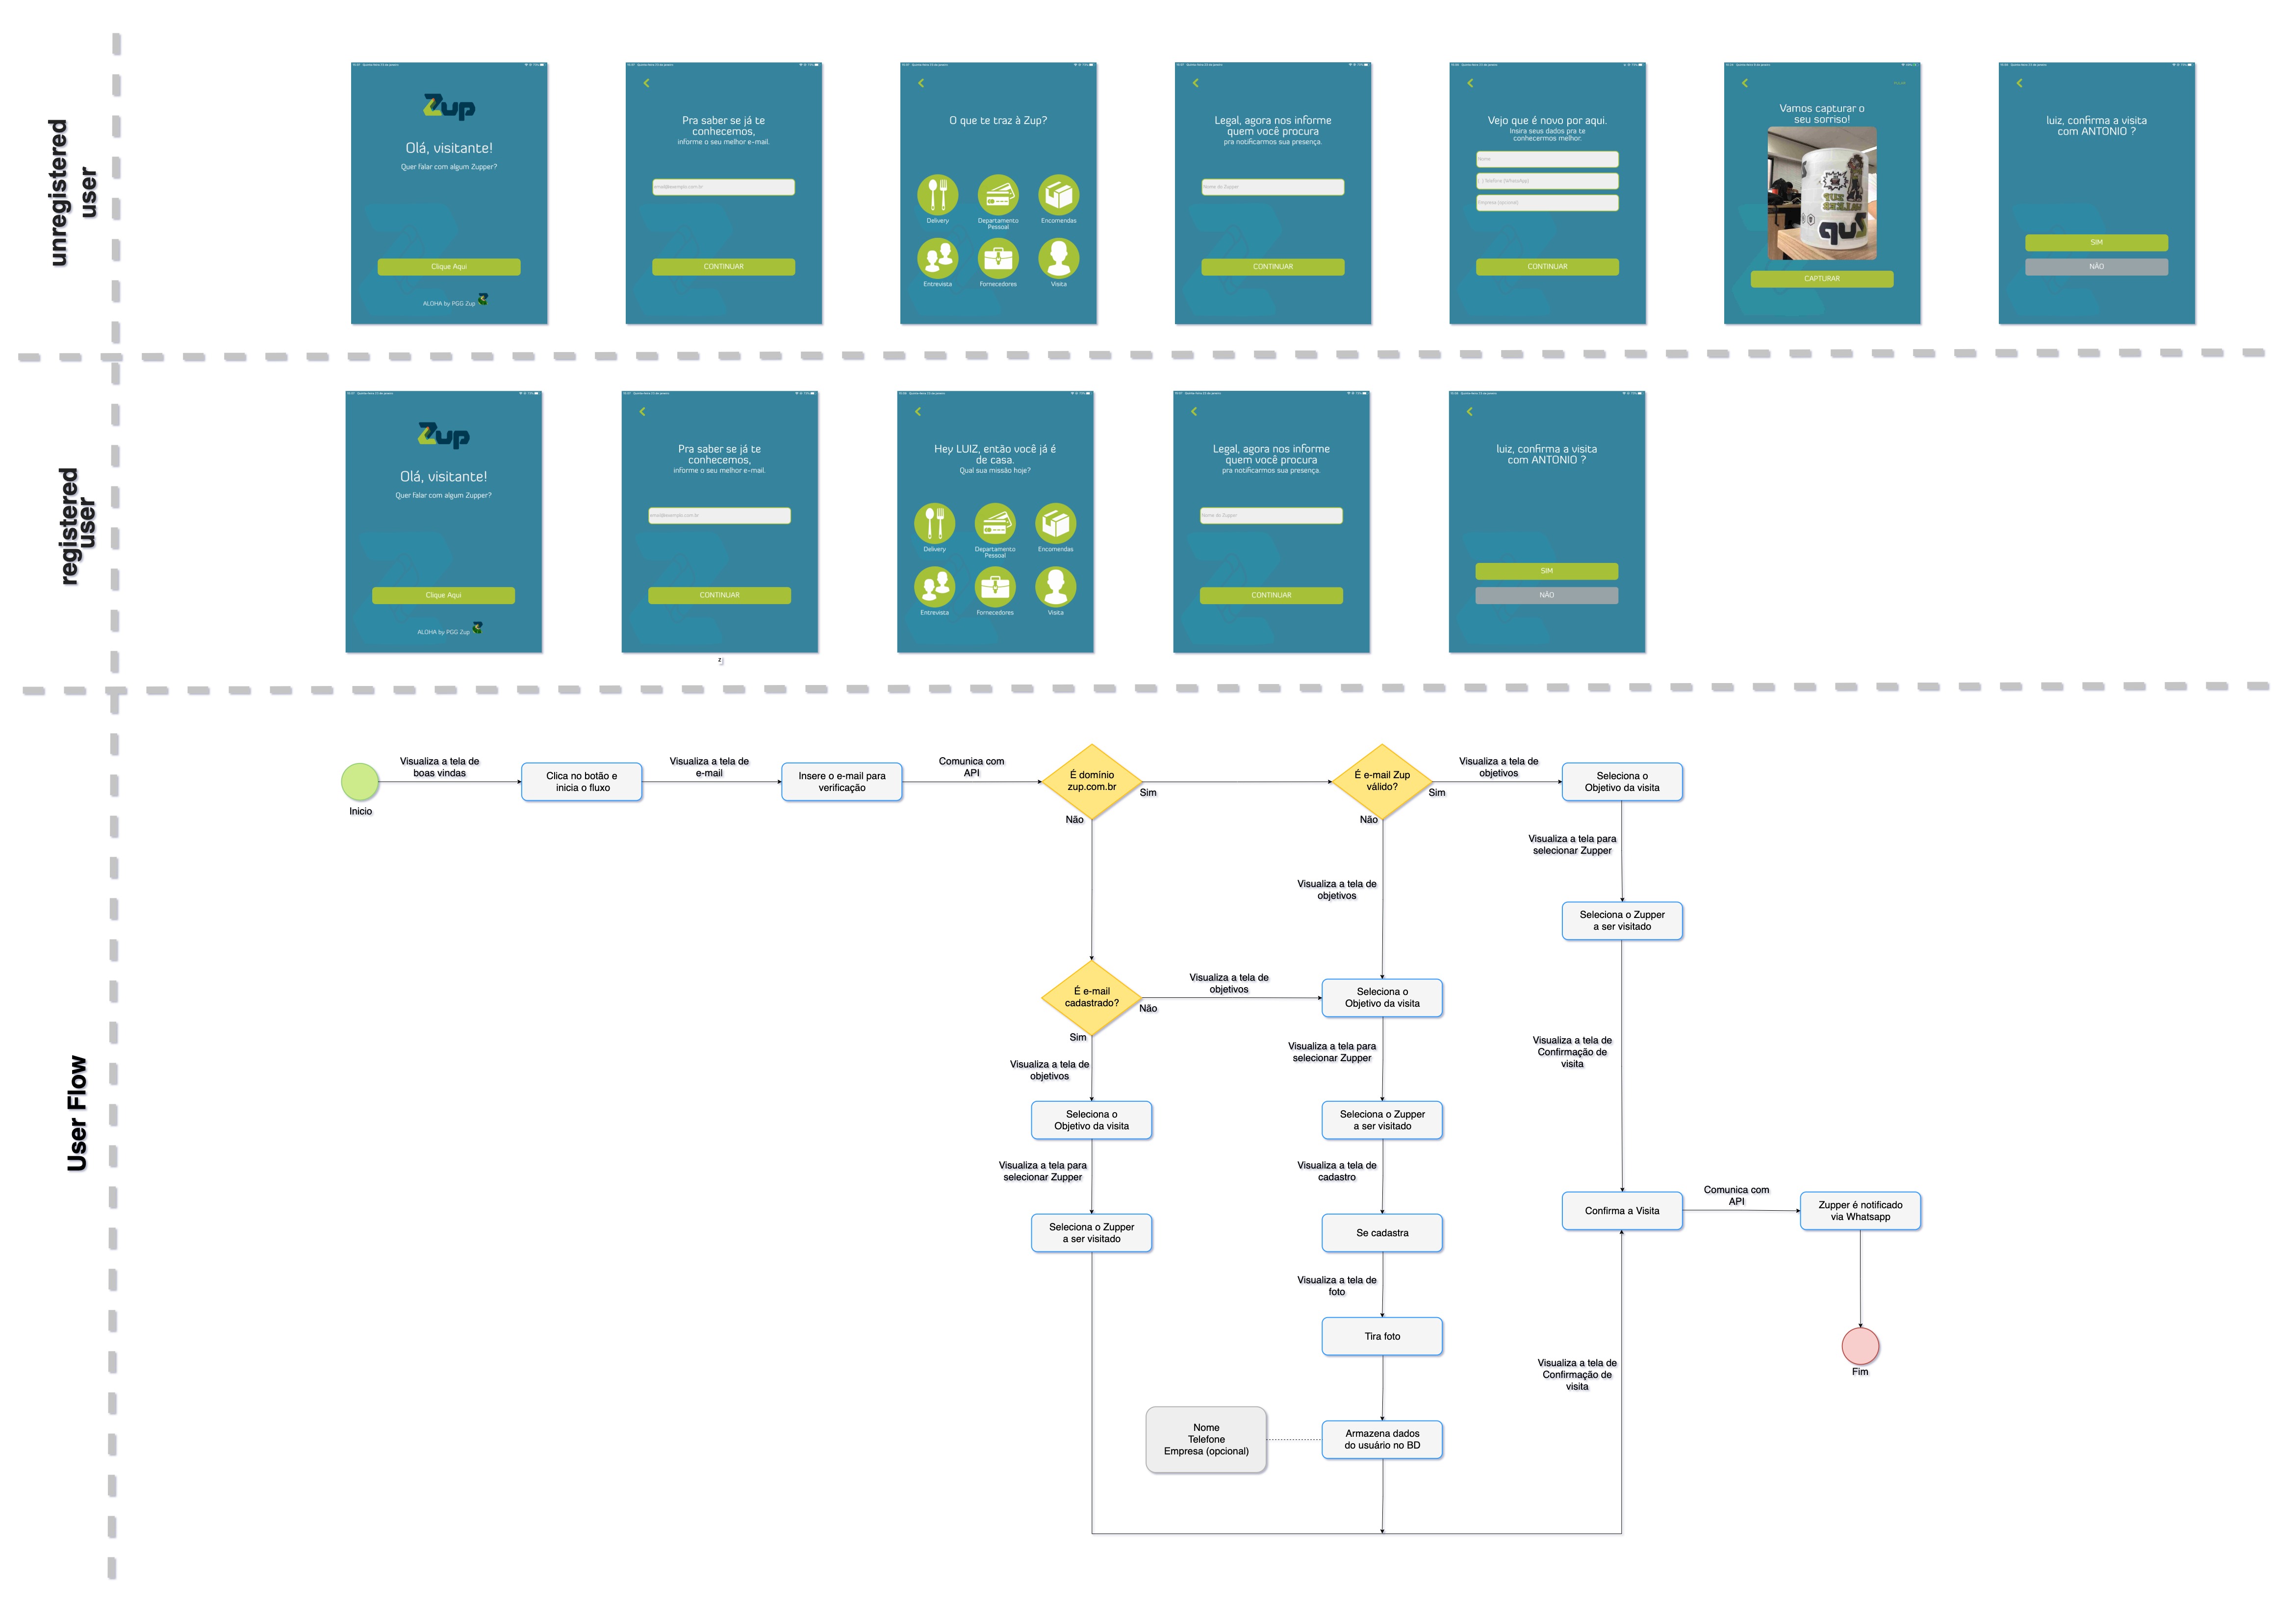 unregistered
user
Zup
Olá, visitante!
Quer falar com algum Zupper?
Clique Aqui
ALOHA by PGG Zup
Pra saber se já te
conhecemos,
informe o seu melhor e-mail.
email@exemplo.com.br
CONTINUAR
O que te traz à Zup?
Delivery
Departamento
Pessoal
Encomendas
Entrevista
Fornecedores
Visita
Legal, agora nos informe
quem você procura
pra notificarmos sua presença.
Nome do Zupper
CONTINUAR
Vejo que é novo por aqui.
Insira seus dados pra te
conhecermos melhor.
Nome
Telefone (WhatsApp)
Empresa (opcional)
CONTINUAR
Vamos capturar o
seu sorriso!
CAPTURAR
luiz, confirma a visita
com ANTONIO ?
SIM
NÃO
registered
user
Zup
Olá, visitante!
Quer falar com algum Zupper?
Clique Aqui
ALOHA by PGG Zup
Pra saber se já te
conhecemos,
informe o seu melhor e-mail.
email@exemplo.com.br
CONTINUAR
Z
Hey LUIZ, então você já é
de casa.
Qual sua missão hoje?
Delivery
Departamento
Pessoal
Encomendas
Entrevista
Fornecedores
Visita
Legal, agora nos informe
quem você procura
pra notificarmos sua presença.
Nome do Zupper
CONTINUAR
luiz, confirma a visita
com ANTONIO ?
SIM
NÃO
User Flow
Inicio
Visualiza a tela de
boas vindas
Clica no botão e
inicia o fluxo
Visualiza a tela de
e-mail
Insere o e-mail para
verificação
Comunica com
API
É domínio
zup.com.br
Sim
Não
É e-mail Zup
válido?
Sim
Não
Visualiza a tela de
objetivos
Seleciona o
Objetivo da visita
Visualiza a tela para
selecionar Zupper
Visualiza a tela de
objetivos
Seleciona o Zupper
a ser visitado
É e-mail
cadastrado?
Não
Sim
Visualiza a tela de
objetivos
Seleciona o
Objetivo da visita
Visualiza a tela de
Confirmação de
visita
Visualiza a tela para
selecionar Zupper
Visualiza a tela de
objetivos
Seleciona o
Objetivo da visita
Seleciona o Zupper
a ser visitado
Visualiza a tela para
selecionar Zupper
Visualiza a tela de
cadastro
Seleciona o Zupper
a ser visitado
Se cadastra
Confirma a Visita
Comunica com
API
Zupper é notificado
via Whatsapp
Visualiza a tela de
foto
Tira foto
Fim
Visualiza a tela de
Confirmação de
visita
Nome
Telefone
Empresa (opcional)
Armazena dados
do usuário no BD